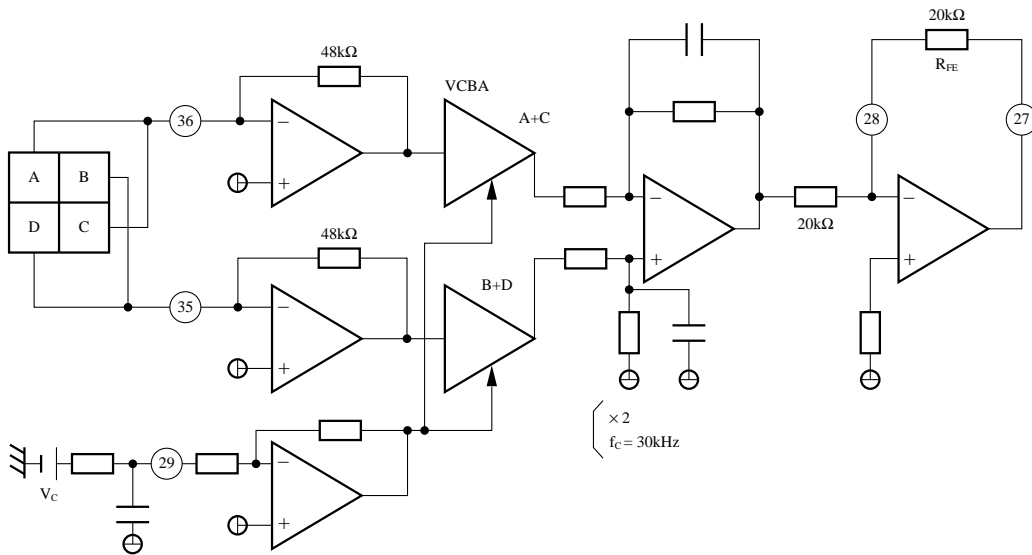 20kΩ
R_FE
48kΩ
VCBA
A+C
36
28
27
−
+
−
+
−
+
A B
D C
20kΩ
48kΩ
B+D
35
−
+
× 2
f_C = 30kHz
29
V_C
−
+